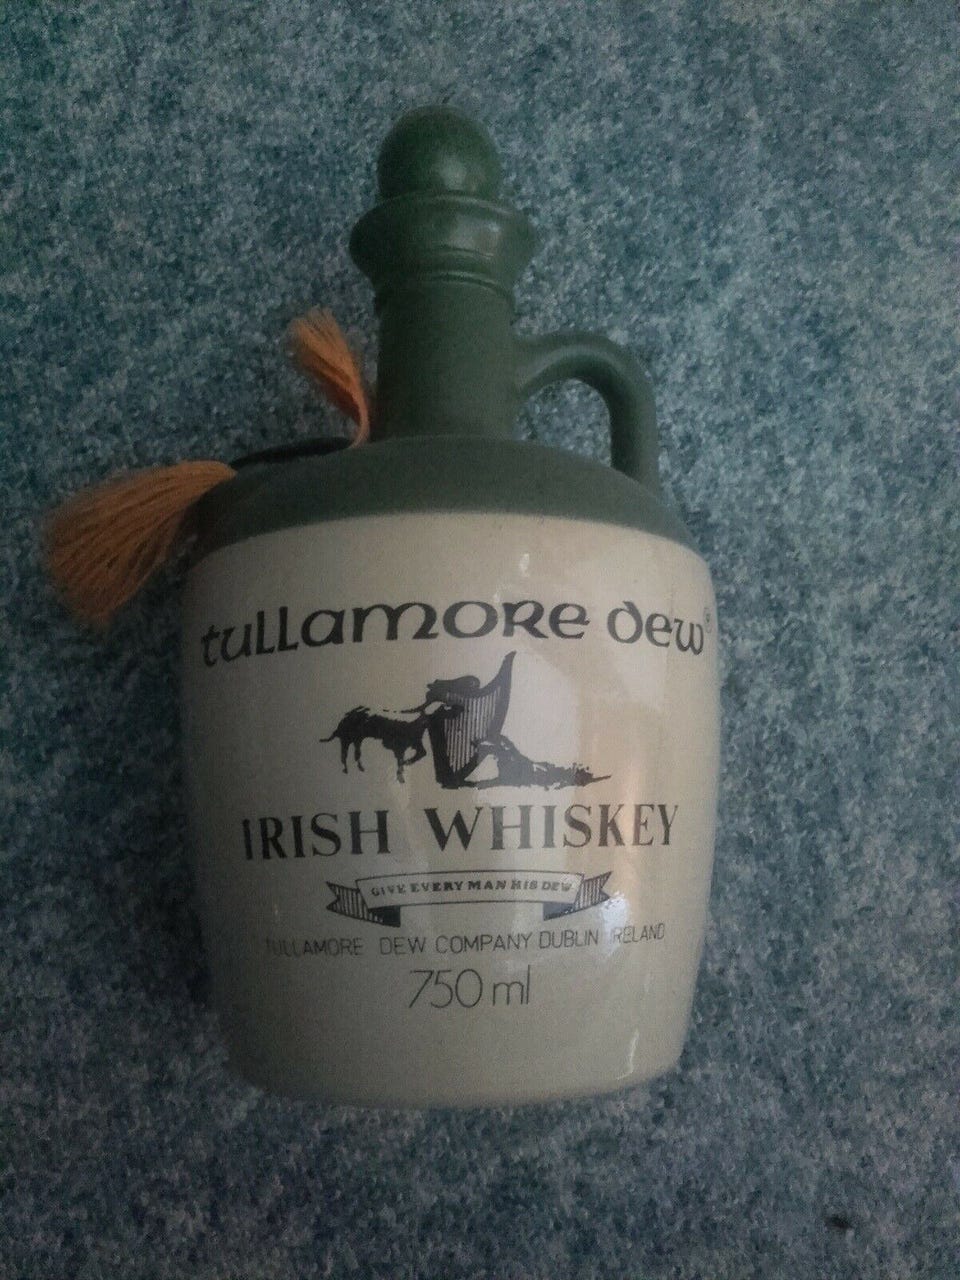 tullamore dew®
IRISH WHISKEY
GIVE EVERY MAN HIS DEW
TULLAMORE DEW COMPANY DUBLIN IRELAND
750 ml